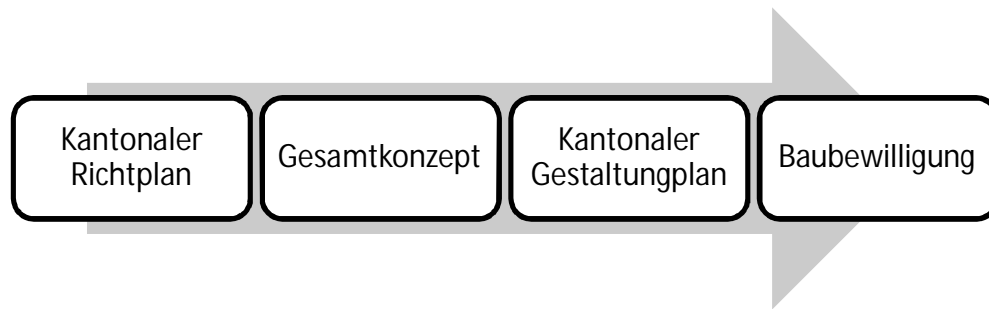 Kantonaler
Richtplan
Gesamtkonzept
Kantonaler
Gestaltungplan
Baubewilligung